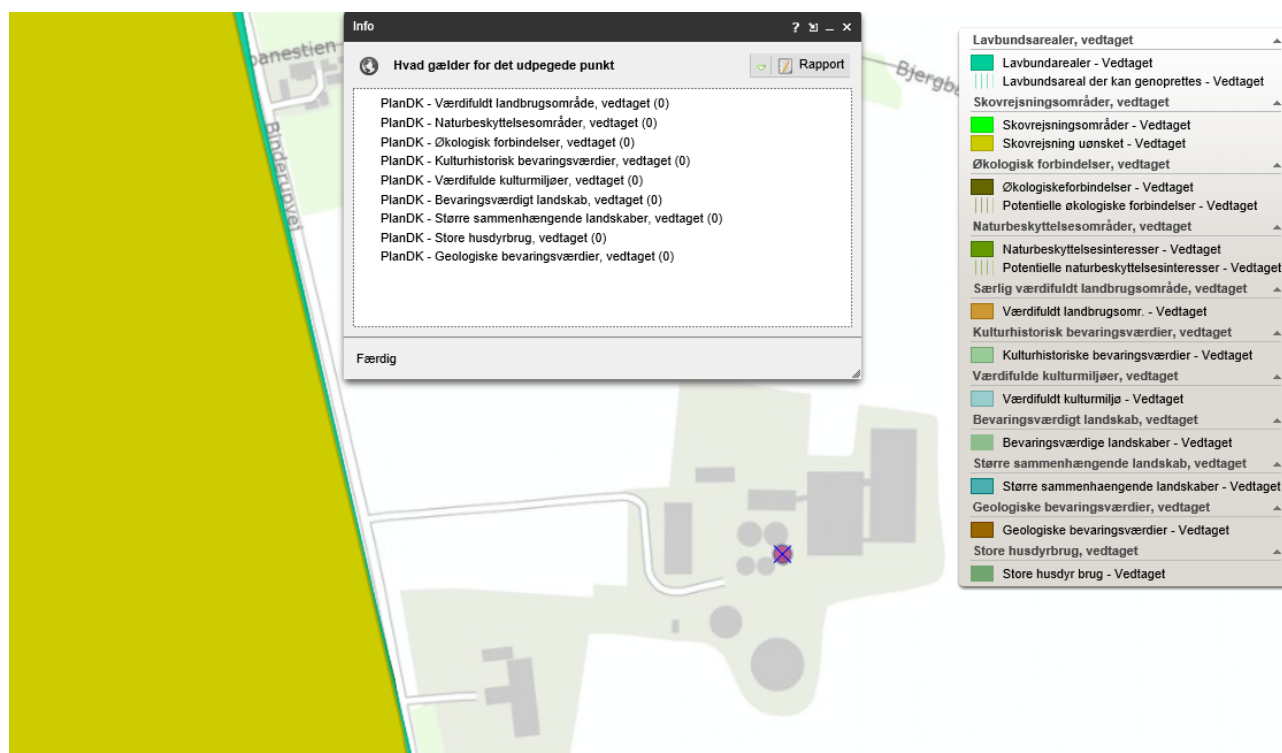 Info
? _ ×
Hvad gælder for det udpegede punkt
Rapport
PlanDK - Værdifuldt landbrugsområde, vedtaget (0)
PlanDK - Naturbeskyttelsesområder, vedtaget (0)
PlanDK - Økologisk forbindelser, vedtaget (0)
PlanDK - Kulturhistorisk bevaringsværdier, vedtaget (0)
PlanDK - Værdifulde kulturmiljøer, vedtaget (0)
PlanDK - Bevaringsværdigt landskab, vedtaget (0)
PlanDK - Større sammenhængende landskaber, vedtaget (0)
PlanDK - Store husdyrbrug, vedtaget (0)
PlanDK - Geologiske bevaringsværdier, vedtaget (0)
Færdig
banestien
Binderupvej
Bjergb
Lavbundsarealer, vedtaget
Lavbundarealer - Vedtaget
Lavbundsareal der kan genoprettes - Vedtaget
Skovrejsningsområder, vedtaget
Skovrejsningsområder - Vedtaget
Skovrejsning uønsket - Vedtaget
Økologisk forbindelser, vedtaget
Økologiskeforbindelser - Vedtaget
Potentielle økologiske forbindelser - Vedtaget
Naturbeskyttelsesområder, vedtaget
Naturbeskyttelsesinteresser - Vedtaget
Potentielle naturbeskyttelsesinteresser - Vedtaget
Særlig værdifuldt landbrugsområde, vedtaget
Værdifuldt landbrugsomr. - Vedtaget
Kulturhistorisk bevaringsværdier, vedtaget
Kulturhistoriske bevaringsværdier - Vedtaget
Værdifulde kulturmiljøer, vedtaget
Værdifuldt kulturmiljø - Vedtaget
Bevaringsværdigt landskab, vedtaget
Bevaringsværdige landskaber - Vedtaget
Større sammenhængende landskab, vedtaget
Større sammenhaengende landskaber - Vedtaget
Geologiske bevaringsværdier, vedtaget
Geologiske bevaringsværdier - Vedtaget
Store husdyrbrug, vedtaget
Store husdyr brug - Vedtaget